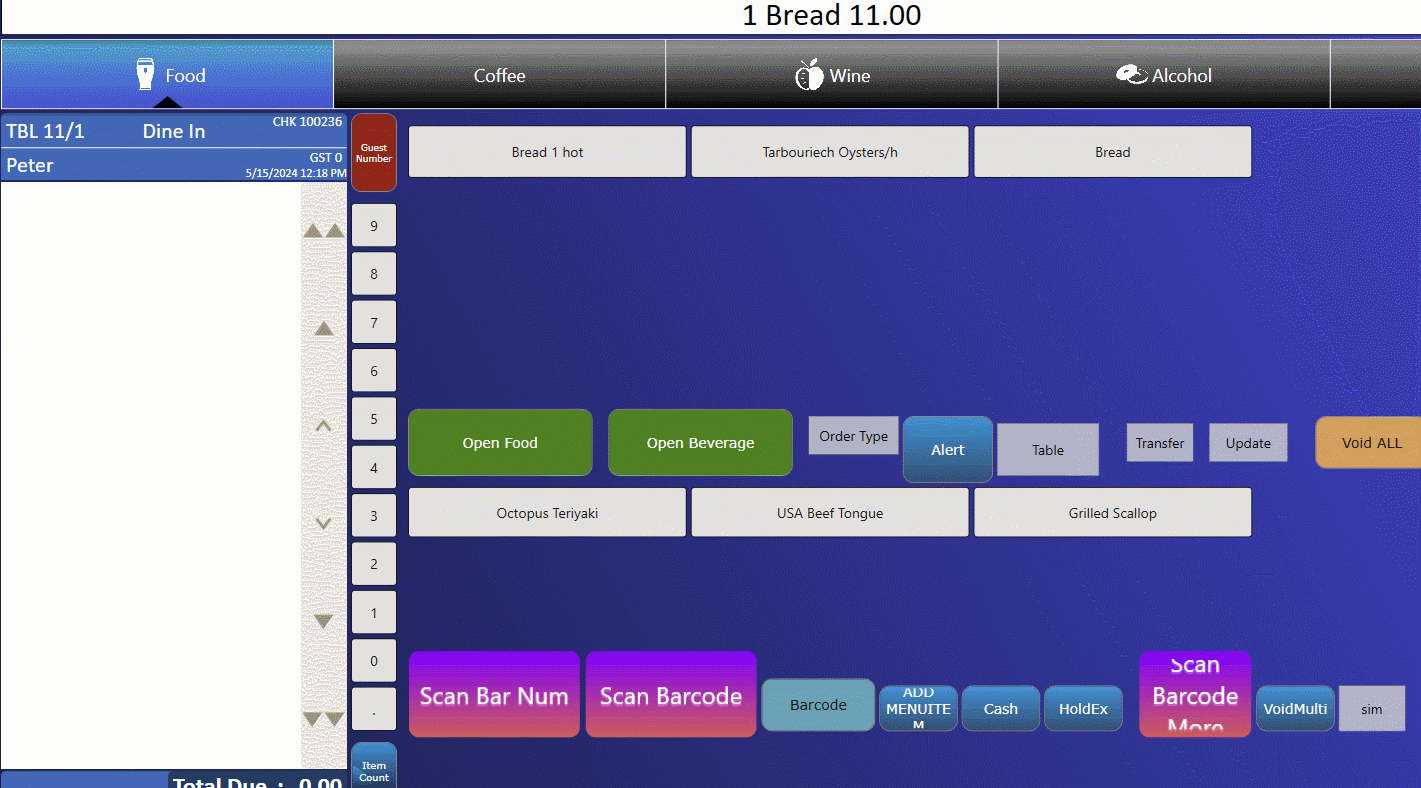 1 Bread 11.00
Food
Coffee
Wine
Alcohol
TBL 11/1
Dine In
CHK 100236
Peter
GST 0
5/15/2024 12:18 PM
Guest
Number
Bread 1 hot
Tarbouriech Oysters/h
Bread
9
8
7
6
5
4
3
2
1
0
.
Open Food
Open Beverage
Order Type
Alert
Table
Transfer
Update
Void ALL
Octopus Teriyaki
USA Beef Tongue
Grilled Scallop
Scan Bar Num
Scan Barcode
Barcode
ADD
MENUITE
M
Cash
HoldEx
Scan
Barcode
More
VoidMulti
sim
Item
Count
Total Due : 0.00